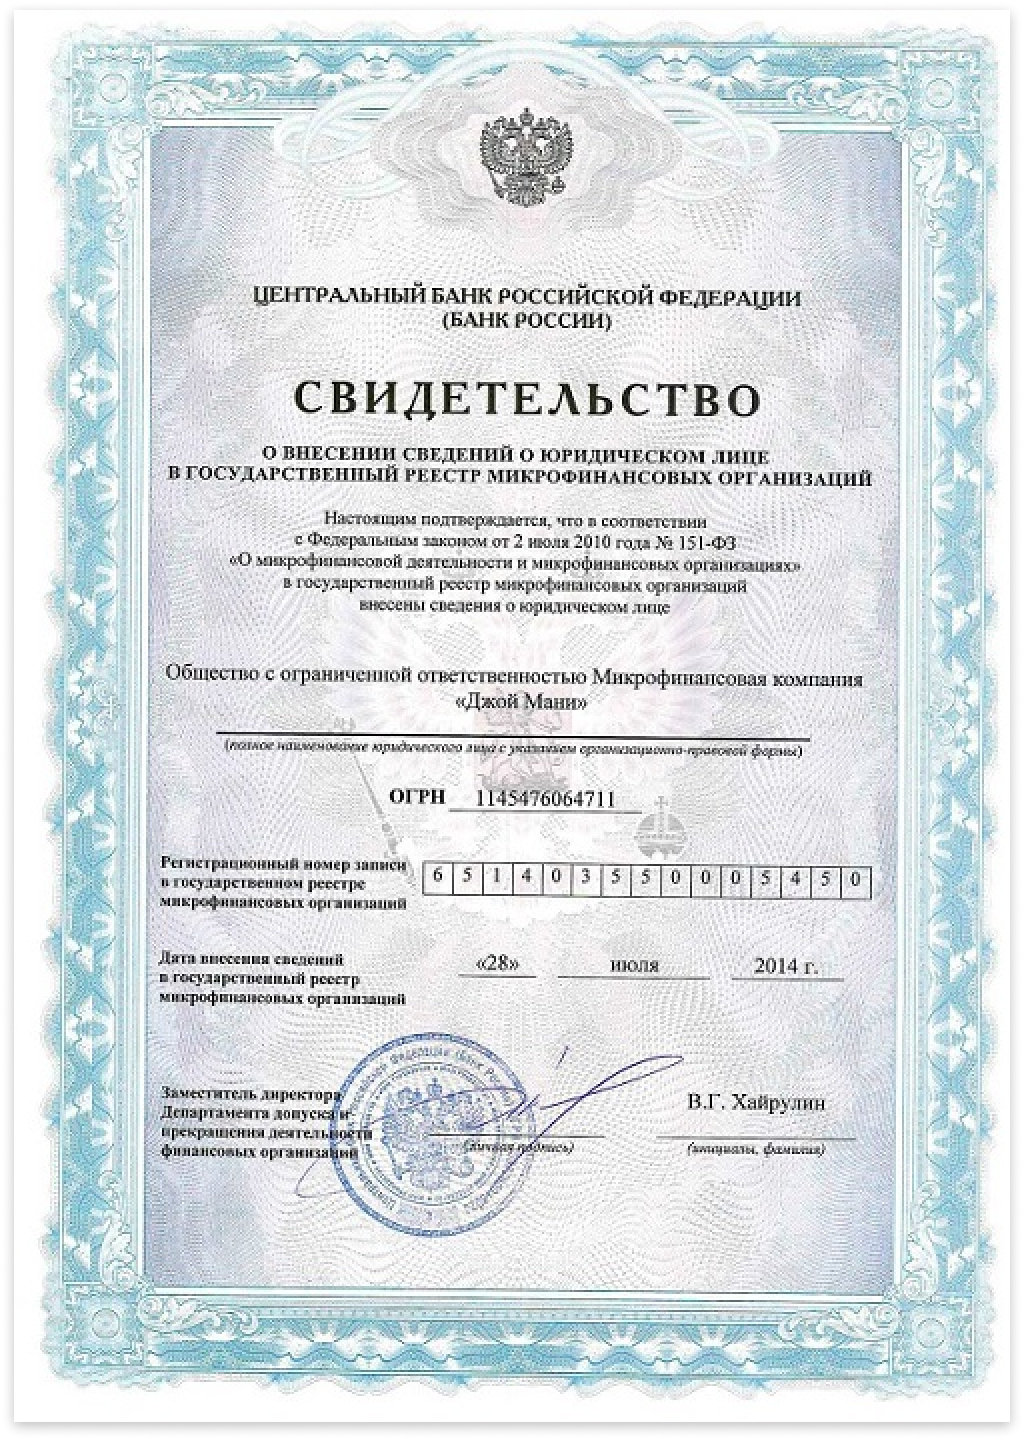 ЦЕНТРАЛЬНЫЙ БАНК РОССИЙСКОЙ ФЕДЕРАЦИИ
(БАНК РОССИИ)
СВИДЕТЕЛЬСТВО
О ВНЕСЕНИИ СВЕДЕНИЙ О ЮРИДИЧЕСКОМ ЛИЦЕ
В ГОСУДАРСТВЕННЫЙ РЕЕСТР МИКРОФИНАНСОВЫХ ОРГАНИЗАЦИЙ
Настоящим подтверждается, что в соответствии
с Федеральным законом от 2 июля 2010 года № 151-ФЗ
«О микрофинансовой деятельности и микрофинансовых организациях»
в государственный реестр микрофинансовых организаций
внесены сведения о юридическом лице
Общество с ограниченной ответственностью Микрофинансовая компания
«Джой Мани»
(полное наименование юридического лица с указанием организационно-правовой формы)
ОГРН 1145476064711
Регистрационный номер записи
в государственном реестре
микрофинансовых организаций
6 5 1 4 0 3 5 5 0 0 0 5 4 5 0
Дата внесения сведений
в государственный реестр
микрофинансовых организаций
«28» июля 2014 г.
Заместитель директора
Департамента допуска и
прекращения деятельности
финансовых организаций
В.Г. Хайрулин
(личная подпись) (инициалы, фамилия)